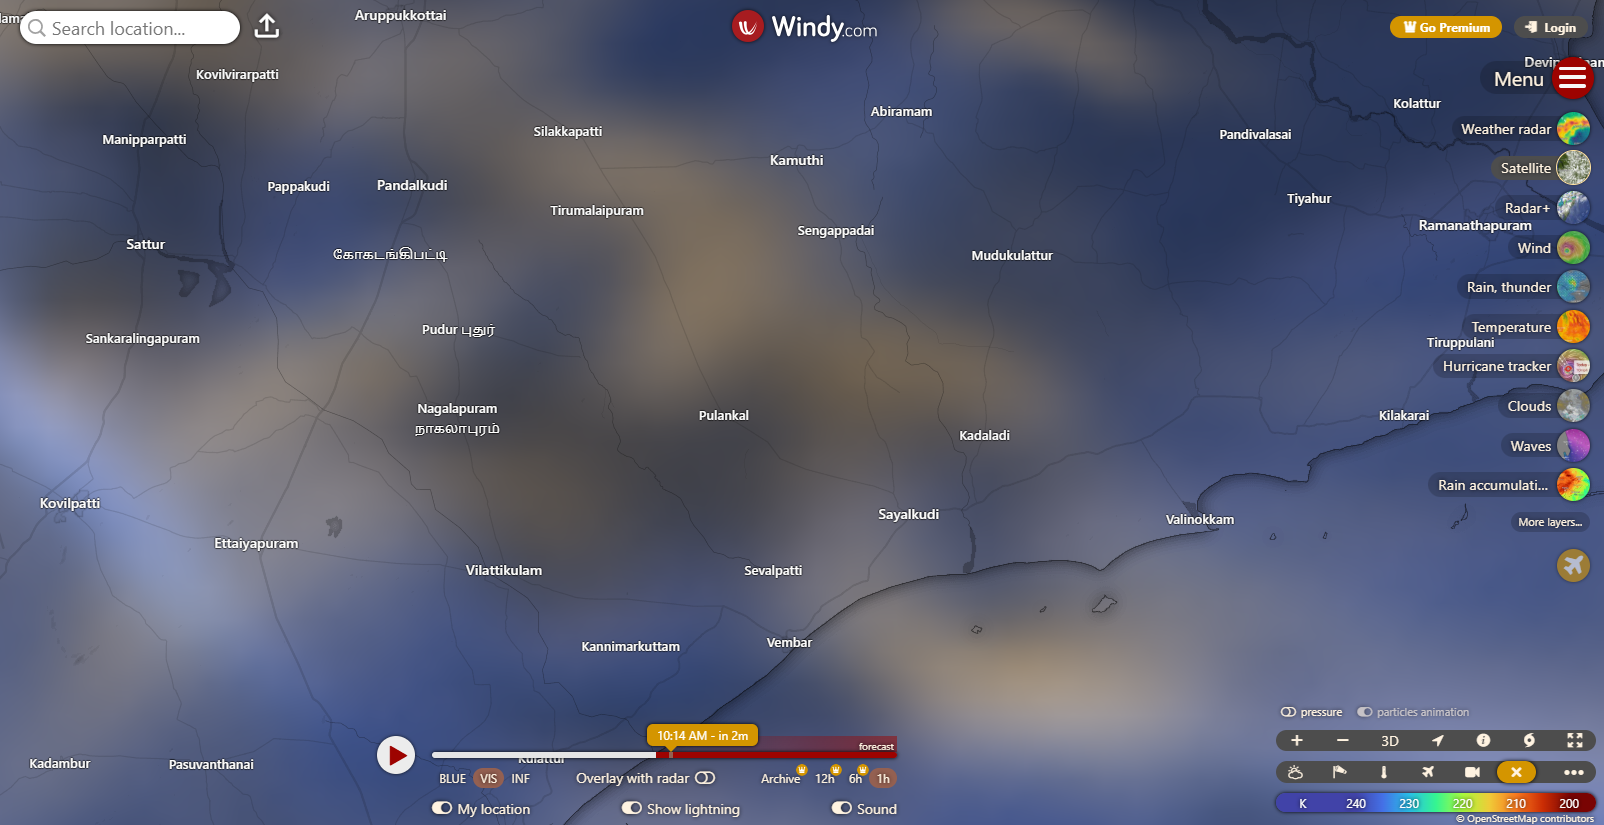 Aruppukkottai
Search location...
Windy.com
Go Premium
Login
Kovilvirarpatti
Menu
Kolattur
Abiramam
Manipparpatti
Silakkapatti
Pandivalasai
Weather radar
Kamuthi
Satellite
Pappakudi
Pandalkudi
Tiyahur
Tirumalaipuram
Radar+
Ramanathapuram
Sengappadai
Sattur
Wind
கோகடங்கிபட்டி
Mudukulattur
Rain, thunder
Temperature
Pudur புதுர்
Sankaralingapuram
Tiruppulani
Hurricane tracker
Clouds
Nagalapuram
நாகலாபுரம்
Pulankal
Kilakarai
Kadaladi
Waves
Rain accumulati...
Kovilpatti
Sayalkudi
Valinokkam
More layers...
Ettaiyapuram
Vilattikulam
Sevalpatti
Vembar
Kannimarkuttam
pressure
particles animation
10:14 AM - in 2m
forecast
3D
Kadambur
Pasuvanthanai
Kulattur
BLUE VIS INF
Overlay with radar
Archive 12h 6h 1h
My location
Show lightning
Sound
K 240 230 220 210 200
© OpenStreetMap contributors